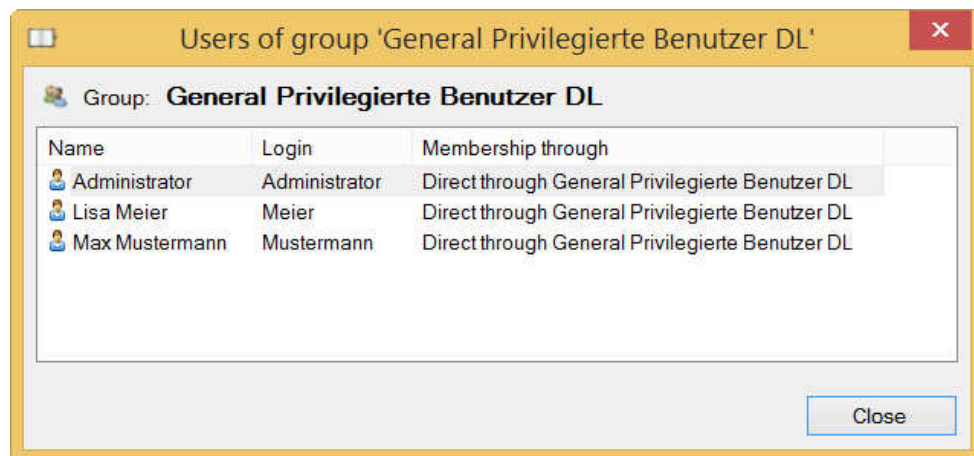 Users of group 'General Privilegierte Benutzer DL'
Group: General Privilegierte Benutzer DL
Name Login Membership through
Administrator Administrator Direct through General Privilegierte Benutzer DL
Lisa Meier Meier Direct through General Privilegierte Benutzer DL
Max Mustermann Mustermann Direct through General Privilegierte Benutzer DL
Close